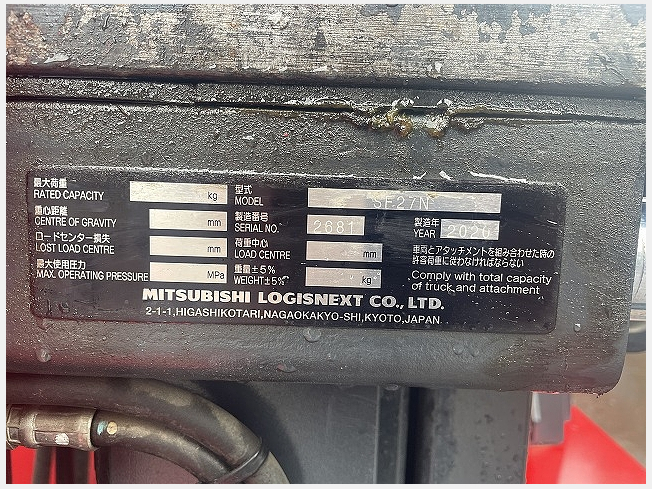 最大荷重
RATED CAPACITY kg
型式
MODEL SF27N
重心距離
CENTRE OF GRAVITY mm
製造番号
SERIAL NO. 2681
製造年
YEAR 2020
ロードセンター損失
LOST LOAD CENTRE mm
荷重中心
LOAD CENTRE mm
車両とアタッチメントを組み合わせた時の
許容荷重に従わなければならない
最大使用圧力
MAX. OPERATING PRESSURE MPa
重量±5%
WEIGHT±5% kg
Comply with total capacity
of truck and attachment
MITSUBISHI LOGISNEXT CO., LTD.
2-1-1,HIGASHIKOTARI,NAGAOKAKYO-SHI,KYOTO,JAPAN